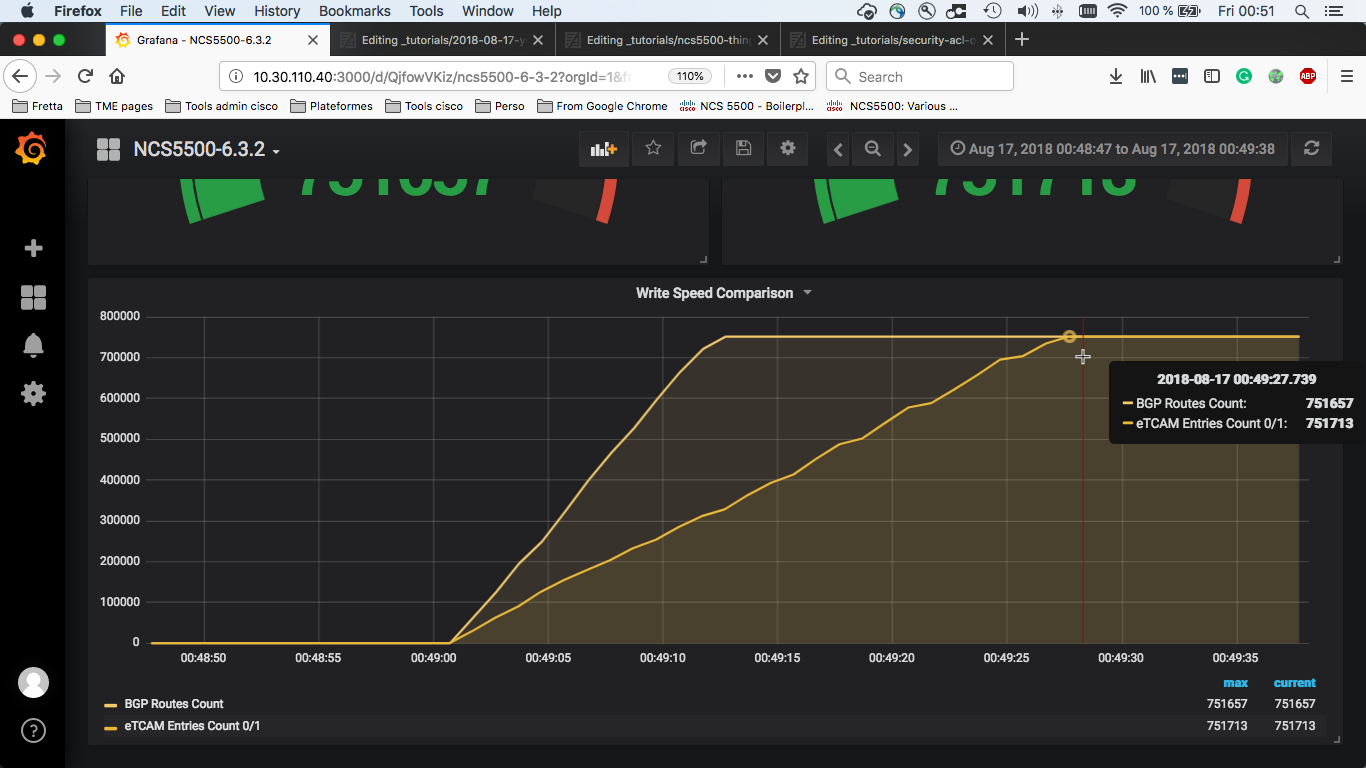 Firefox File Edit View History Bookmarks Tools Window Help 100 % Fri 00:51
Grafana - NCS5500-6.3.2 Editing _tutorials/2018-08-17-y Editing _tutorials/ncs5500-thin Editing _tutorials/security-acl-o
10.30.110.40:3000/d/QjfowVKiz/ncs5500-6-3-2?orgId=1&f 110% Search ABP
Fretta TME pages Tools admin cisco Plateformes Tools cisco Perso From Google Chrome cisco NCS 5500 - Boilerpl... cisco NCS5500: Various ...
NCS5500-6.3.2 Aug 17, 2018 00:48:47 to Aug 17, 2018 00:49:38
751657 751713
Write Speed Comparison
800000
700000
600000
500000
400000
300000
200000
100000
0
2018-08-17 00:49:27.739
BGP Routes Count: 751657
eTCAM Entries Count 0/1: 751713
00:48:50 00:48:55 00:49:00 00:49:05 00:49:10 00:49:15 00:49:20 00:49:25 00:49:30 00:49:35
max current
BGP Routes Count 751657 751657
eTCAM Entries Count 0/1 751713 751713